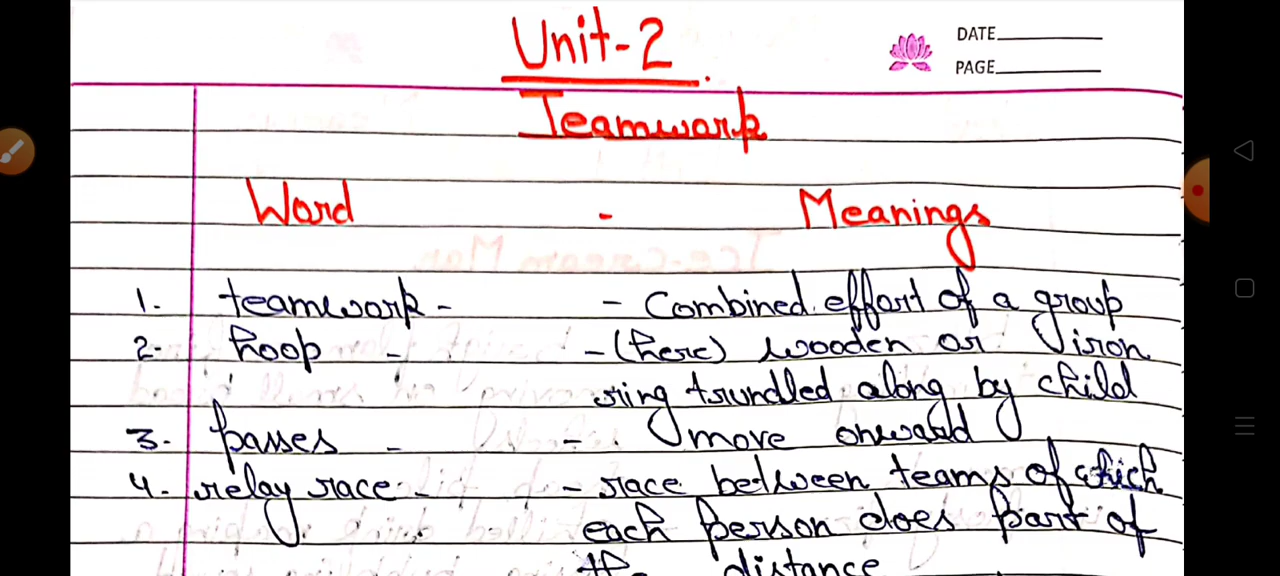 Unit-2
DATE
PAGE
Teamwork
Word - Meanings
1. teamwork - - Combined effort of a group
2. hoop - - (here) wooden or iron
ring trundled along by child
3. passes - - move onward
4. relay race - - race between teams of which
each person does part of
the distance